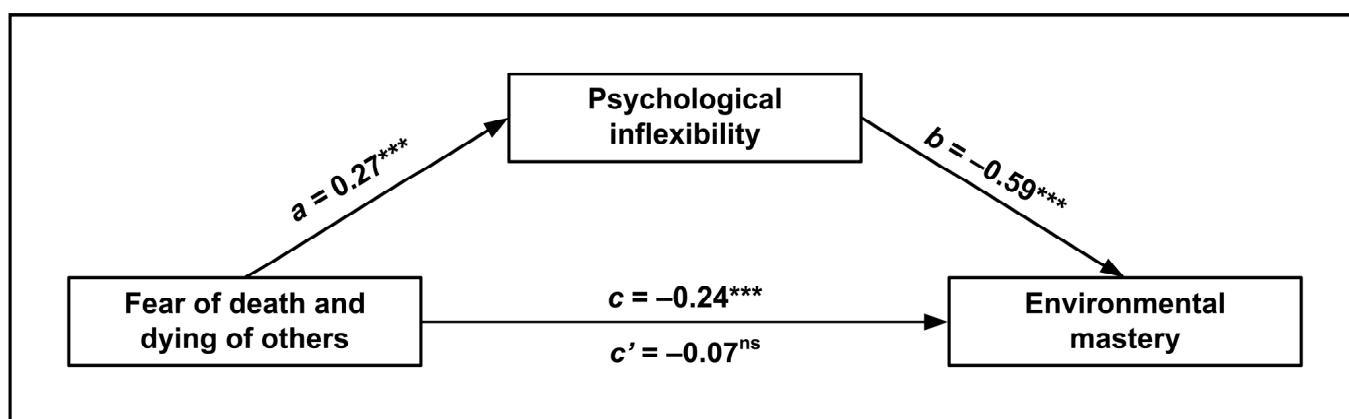 Psychological
inflexibility
a = 0.27***
b = –0.59***
Fear of death and
dying of others
c = –0.24***
c’ = –0.07ns
Environmental
mastery